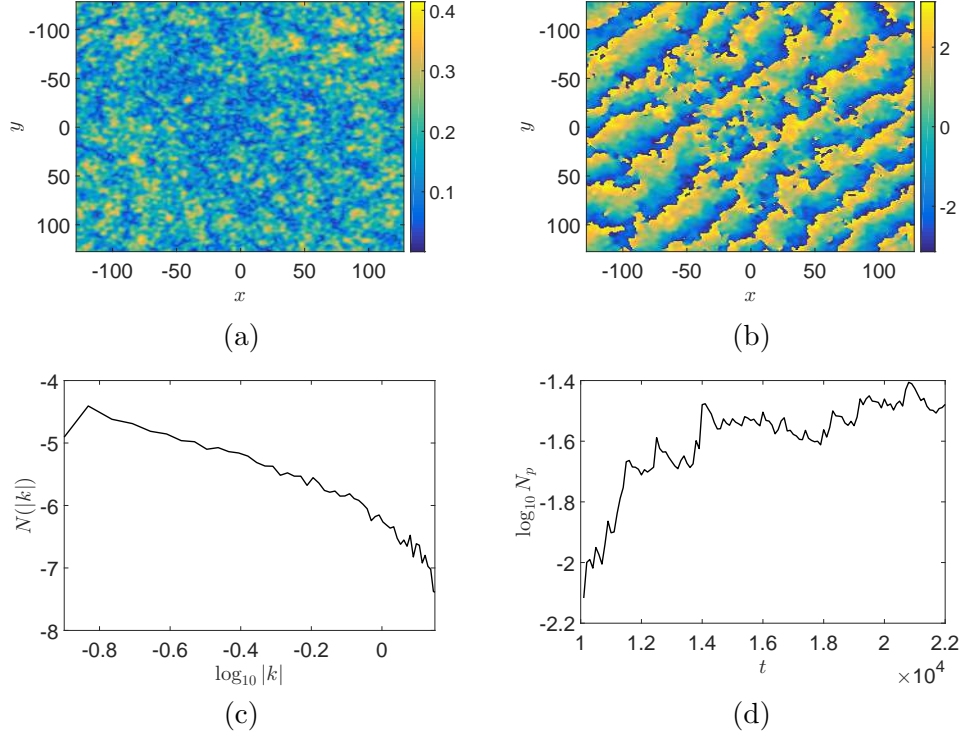 -100
-50
0
50
100
y
-100 -50 0 50 100
x
0.4
0.3
0.2
0.1
(a)
-100
-50
0
50
100
y
-100 -50 0 50 100
x
2
0
-2
(b)
-4
-5
-6
-7
-8
N(|k|)
-0.8 -0.6 -0.4 -0.2 0
log₁₀ |k|
(c)
-1.4
-1.6
-1.8
-2
-2.2
log₁₀ Nₚ
1 1.2 1.4 1.6 1.8 2 2.2
t
×10⁴
(d)